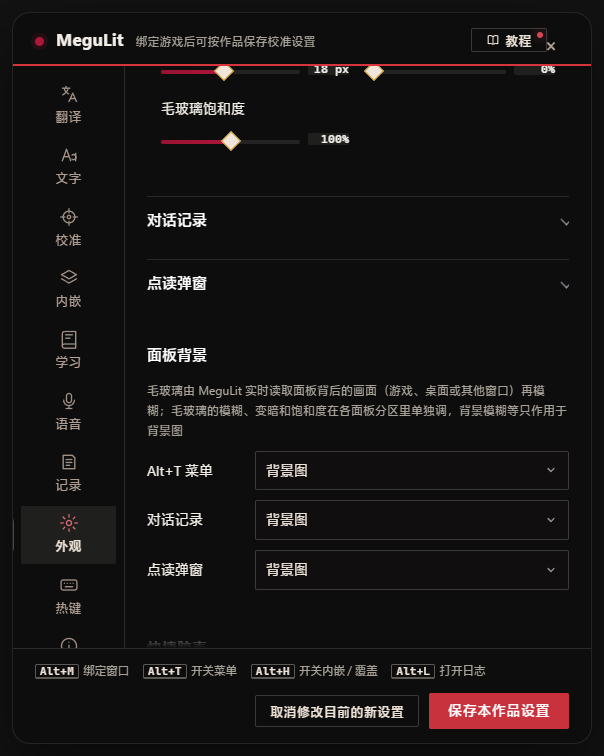 MeguLit 绑定游戏后可按作品保存校准设置 教程 ×
18 px 0%
毛玻璃饱和度
100%
翻译
文字
校准
内嵌
学习
语音
记录
外观
热键
对话记录
点读弹窗
面板背景
毛玻璃由 MeguLit 实时读取面板背后的画面（游戏、桌面或其他窗口）再模
糊；毛玻璃的模糊、变暗和饱和度在各面板分区里单独调，背景模糊等只作用于
背景图
Alt+T 菜单 背景图
对话记录 背景图
点读弹窗 背景图
Alt+M 绑定窗口 Alt+T 开关菜单 Alt+H 开关内嵌 / 覆盖 Alt+L 打开日志
取消修改目前的新设置 保存本作品设置